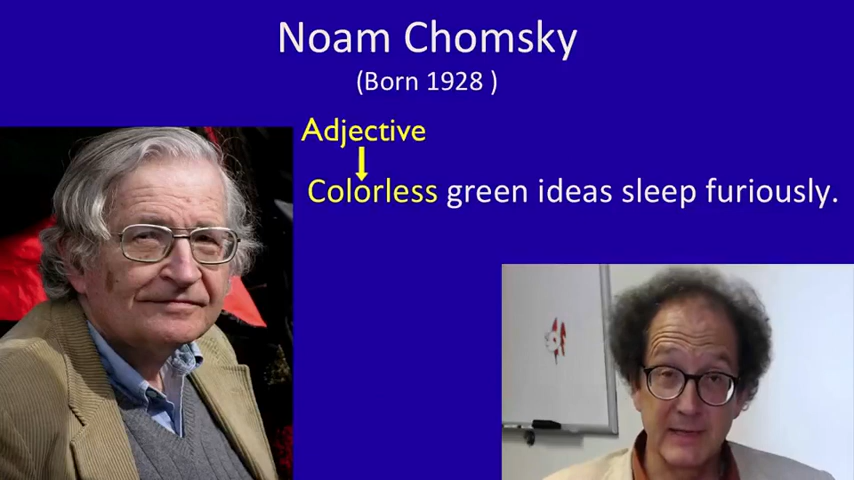 Noam Chomsky
(Born 1928 )
Adjective
Colorless green ideas sleep furiously.